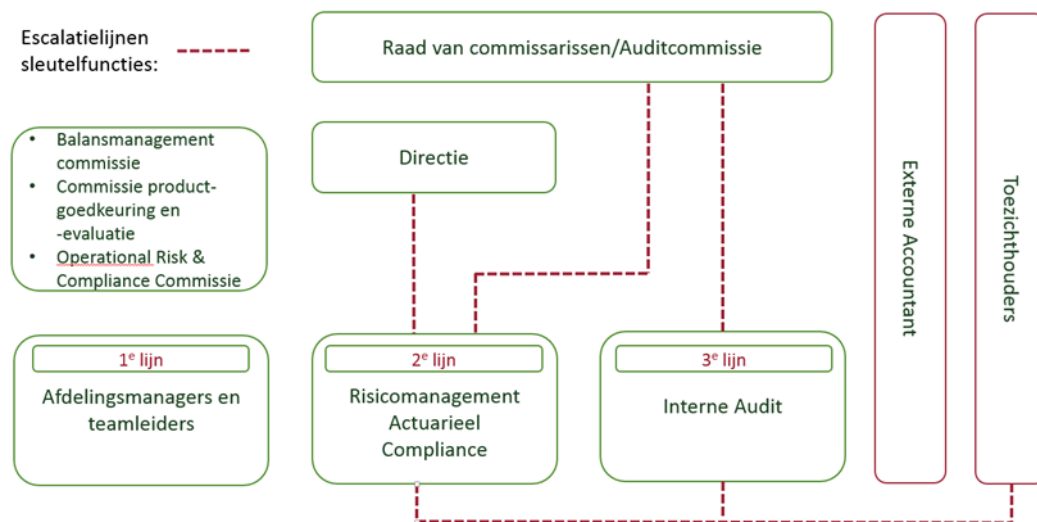 Escalatielijnen
sleutelfuncties:
Raad van commissarissen/Auditcommissie
• Balansmanagement
commissie
• Commissie product-
goedkeuring en
-evaluatie
• Operational Risk &
Compliance Commissie
Directie
1e lijn
Afdelingsmanagers en
teamleiders
2e lijn
Risicomanagement
Actuarieel
Compliance
3e lijn
Interne Audit
Externe Accountant
Toezichthouders